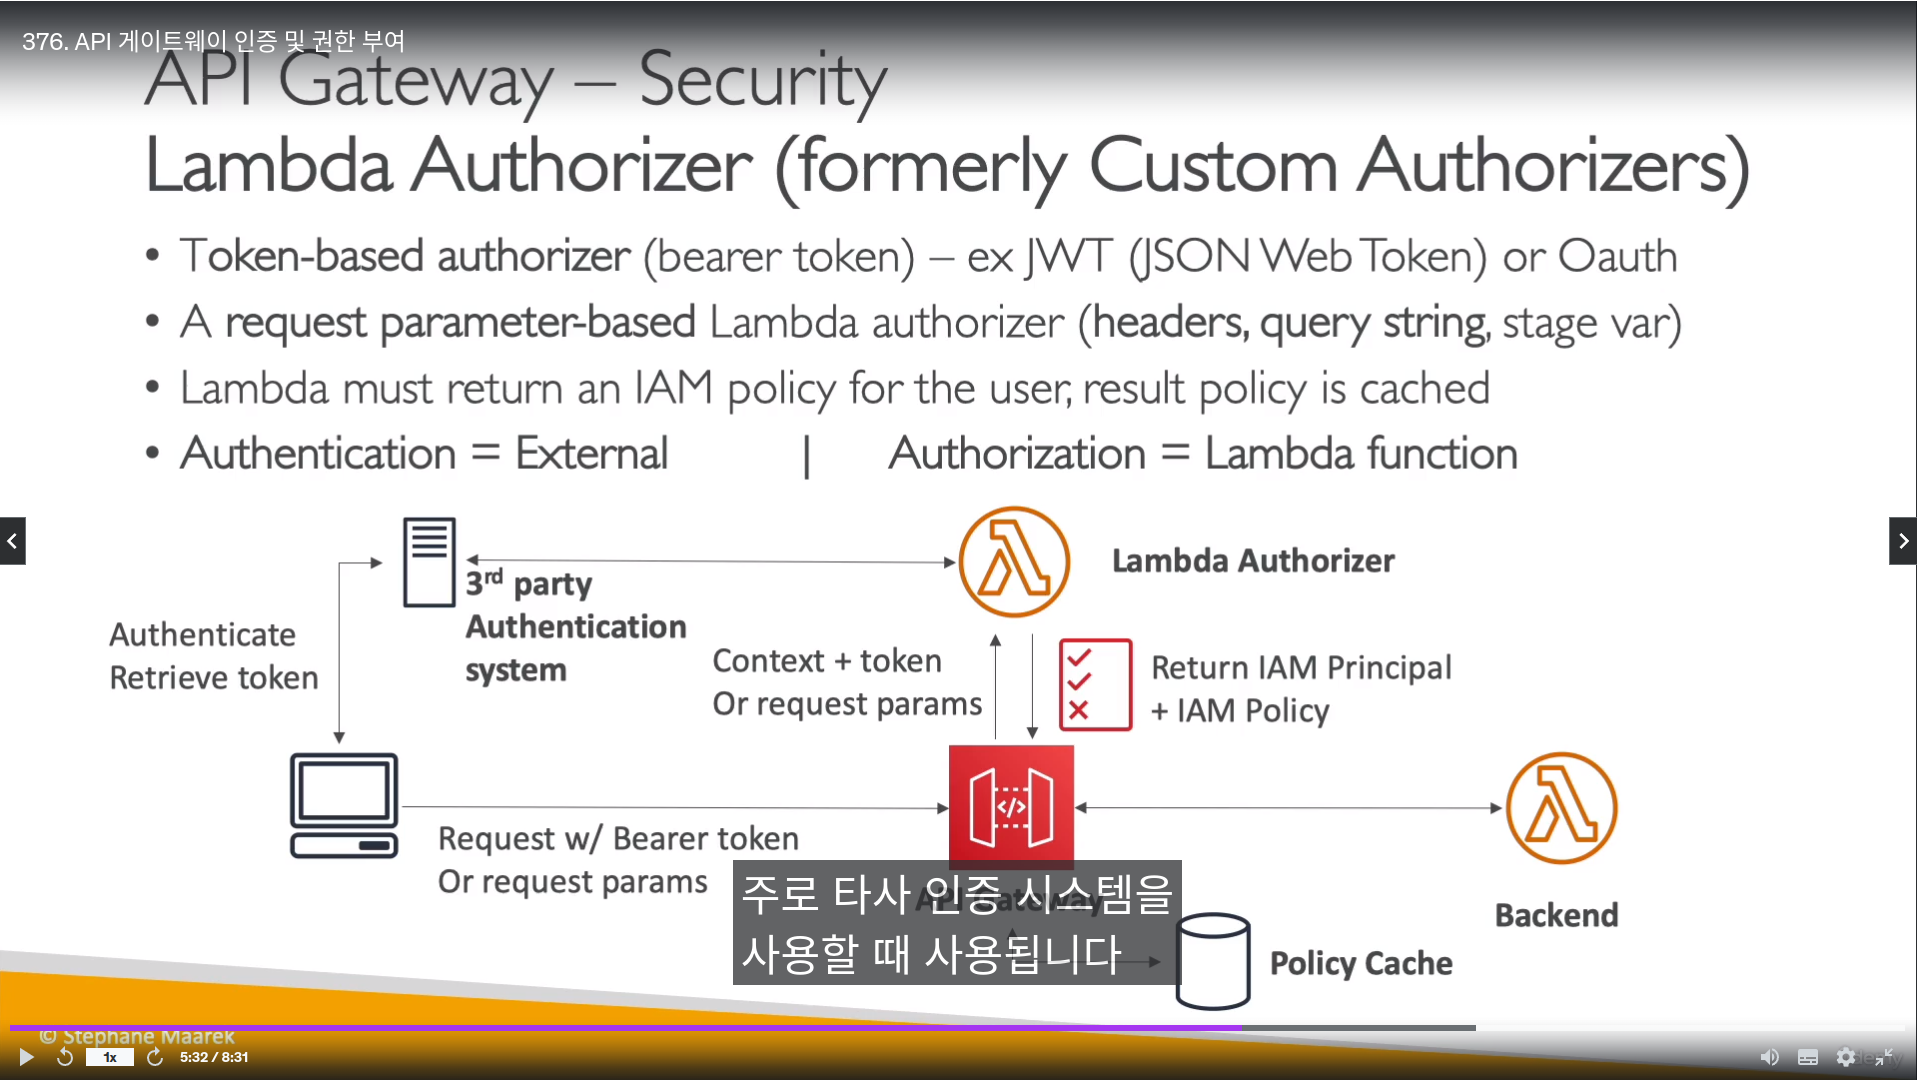 376. API 게이트웨이 인증 및 권한 부여
API Gateway – Security
Lambda Authorizer (formerly Custom Authorizers)
• Token-based authorizer (bearer token) – ex JWT (JSON Web Token) or Oauth
• A request parameter-based Lambda authorizer (headers, query string, stage var)
• Lambda must return an IAM policy for the user, result policy is cached
• Authentication = External | Authorization = Lambda function
Lambda Authorizer
3rd party
Authentication
system
Authenticate
Retrieve token
Context + token
Or request params
Return IAM Principal
+ IAM Policy
</>
Request w/ Bearer token
Or request params
API Gateway
주로 타사 인증 시스템을
사용할 때 사용됩니다
Backend
Policy Cache
© Stephane Maarek
1x
5:32 / 8:31